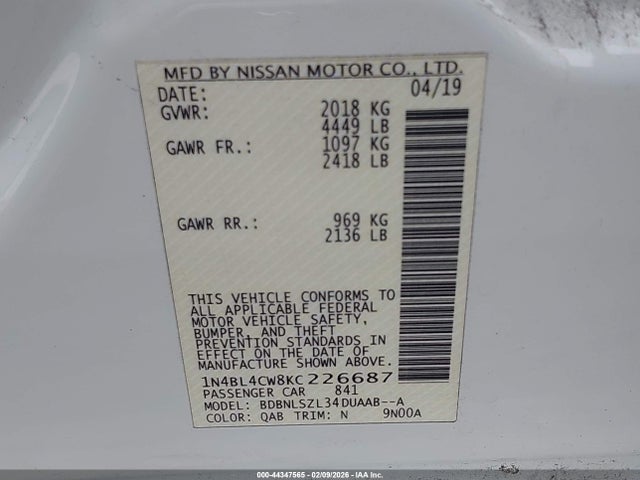 MFD BY NISSAN MOTOR CO., LTD.
DATE: 04/19
GVWR: 2018 KG
4449 LB
GAWR FR.: 1097 KG
2418 LB
GAWR RR.: 969 KG
2136 LB
THIS VEHICLE CONFORMS TO
ALL APPLICABLE FEDERAL
MOTOR VEHICLE SAFETY,
BUMPER, AND THEFT
PREVENTION STANDARDS IN
EFFECT ON THE DATE OF
MANUFACTURE SHOWN ABOVE.
1N4BL4CW8KC226687
PASSENGER CAR 841
MODEL: BDBNLSZL34DUAAB--A
COLOR: QAB TRIM: N 9N00A
000-44347565 - 02/09/2026 - IAA, Inc.